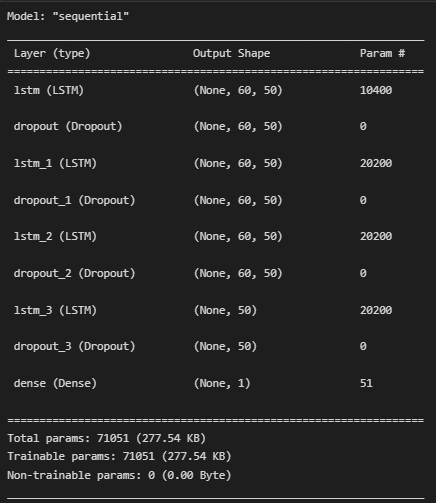 Model: "sequential"
_________________________________________________________________
Layer (type) Output Shape Param #
=================================================================
lstm (LSTM) (None, 60, 50) 10400
dropout (Dropout) (None, 60, 50) 0
lstm_1 (LSTM) (None, 60, 50) 20200
dropout_1 (Dropout) (None, 60, 50) 0
lstm_2 (LSTM) (None, 60, 50) 20200
dropout_2 (Dropout) (None, 60, 50) 0
lstm_3 (LSTM) (None, 50) 20200
dropout_3 (Dropout) (None, 50) 0
dense (Dense) (None, 1) 51
=================================================================
Total params: 71051 (277.54 KB)
Trainable params: 71051 (277.54 KB)
Non-trainable params: 0 (0.00 Byte)
_________________________________________________________________